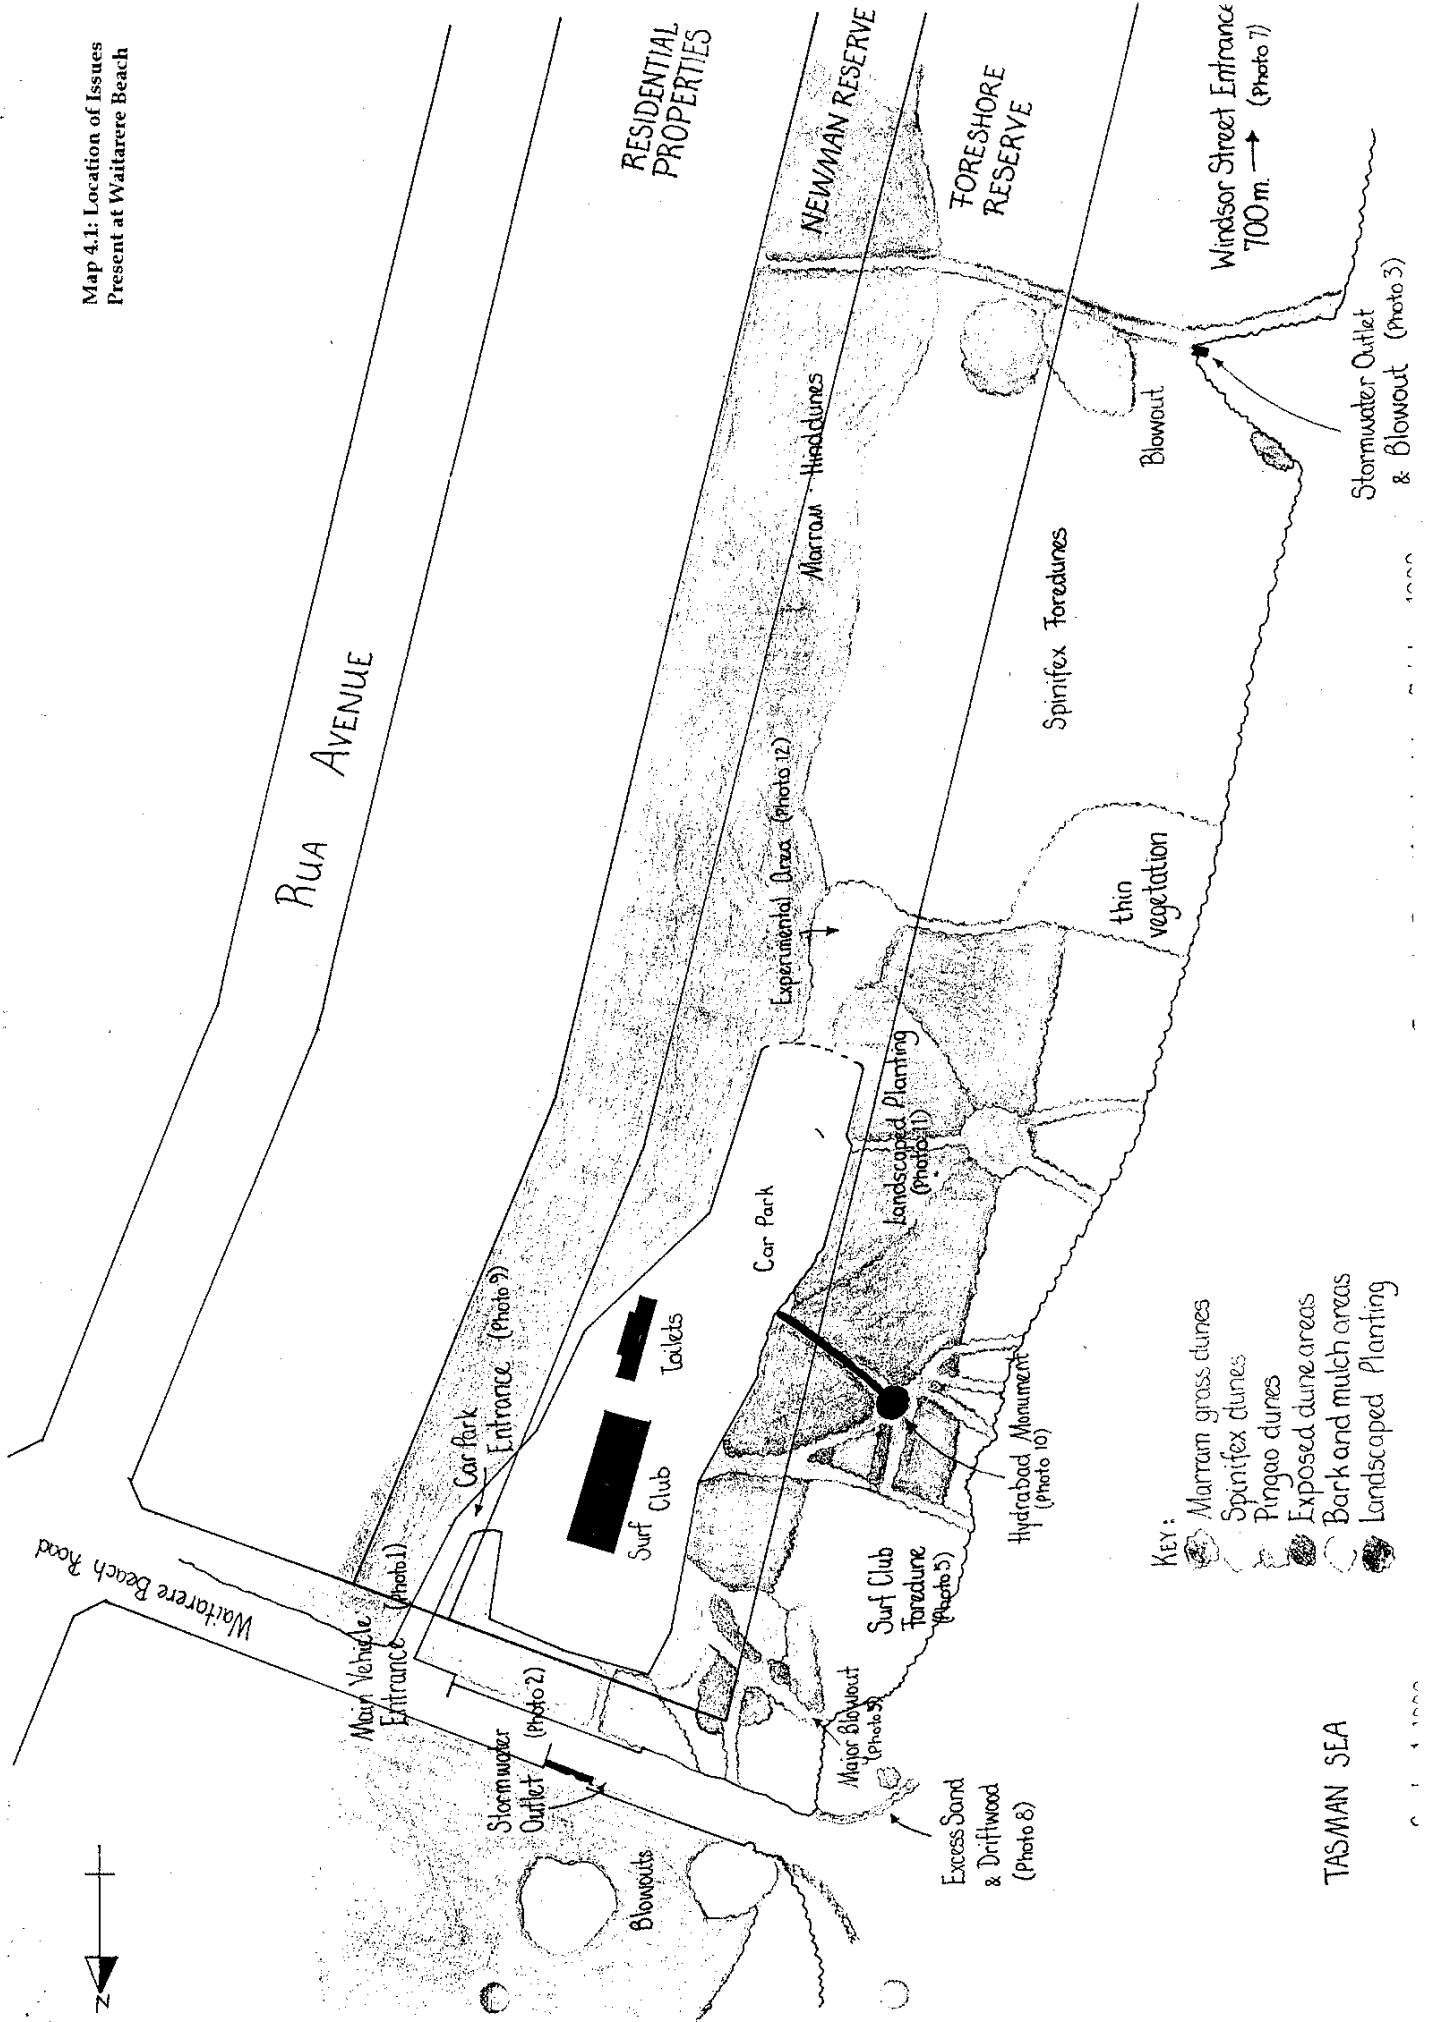 Map 4.1: Location of Issues
Present at Waitarere Beach
N
RUA AVENUE
RESIDENTIAL
PROPERTIES
NEWMAN RESERVE
FORESHORE
RESERVE
Windsor Street Entrance
700m. → (Photo 7)
Waitarere Beach Road
Main Vehicle
Entrance (Photo 1)
Car Park
Entrance (Photo 9)
Stormwater
Outlet (Photo 2)
Blowouts
Surf
Club
Toilets
Car Park
Experimental Area (Photo 12)
Marram Hinddunes
Landscaped Planting
(Photo 11)
Spinifex Foredunes
thin
vegetation
Blowout
Stormwater Outlet
& Blowout (Photo 3)
Hydrabad Monument
(Photo 10)
Surf Club
Foredune
(Photo 5)
Major Blowout
Excess Sand
& Driftwood
(Photo 8)
KEY:
Marram grass dunes
Spinifex dunes
Pingao dunes
Exposed dune areas
Bark and mulch areas
Landscaped Planting
TASMAN SEA